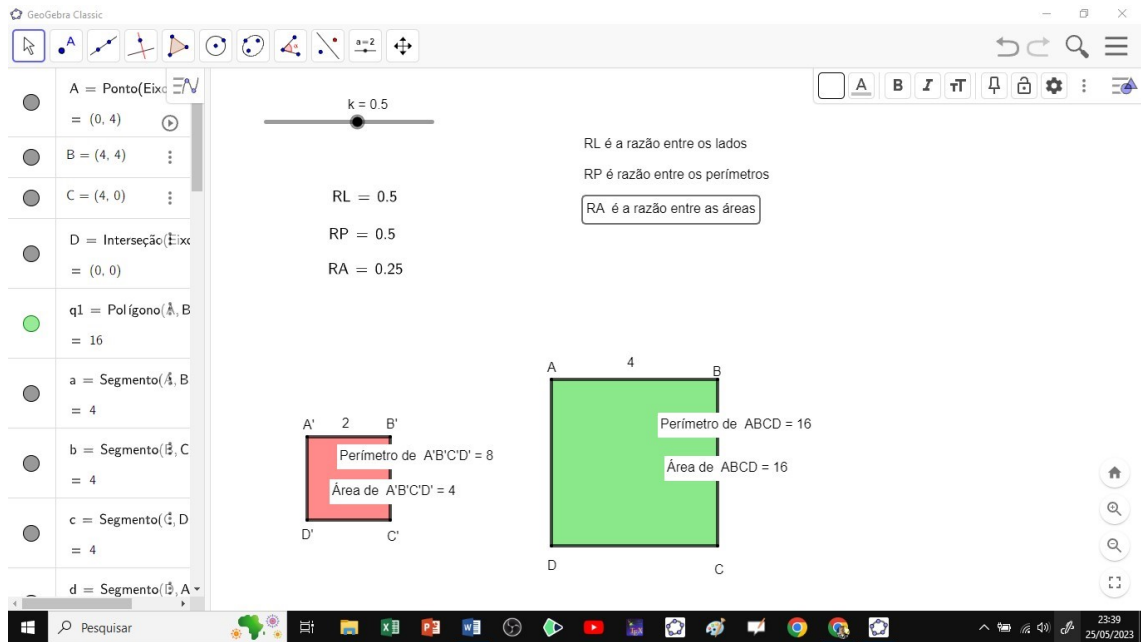 GeoGebra Classic
a=2
A B I тT
A = Ponto(Eixo
= (0, 4)
B = (4, 4)
C = (4, 0)
D = Interseção(Eixo
= (0, 0)
q1 = Polígono(A, B
= 16
a = Segmento(A, B
= 4
b = Segmento(B, C
= 4
c = Segmento(C, D
= 4
d = Segmento(D, A
k = 0.5
RL = 0.5
RP = 0.5
RA = 0.25
RL é a razão entre os lados
RP é razão entre os perímetros
RA é a razão entre as áreas
A' 2 B'
Perímetro de A'B'C'D' = 8
Área de A'B'C'D' = 4
D' C'
A 4 B
Perímetro de ABCD = 16
Área de ABCD = 16
D C
Pesquisar
23:39
25/05/2023